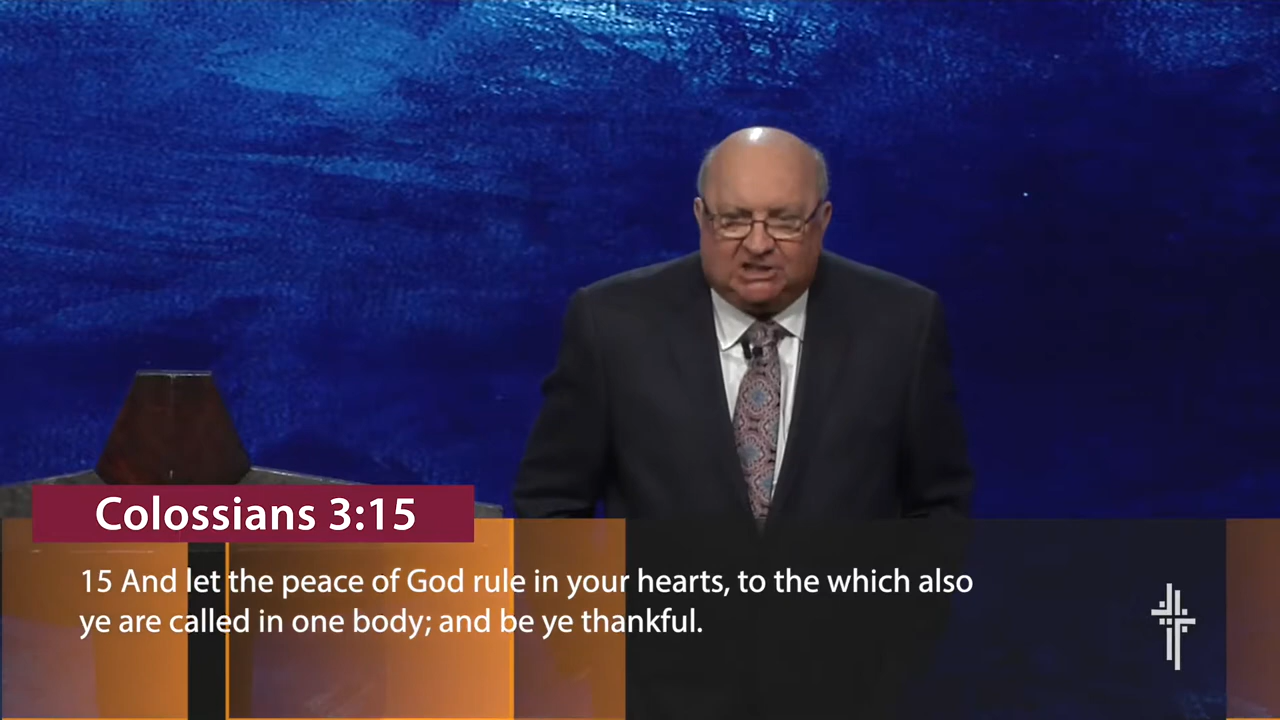 Colossians 3:15
15 And let the peace of God rule in your hearts, to the which also
ye are called in one body; and be ye thankful.